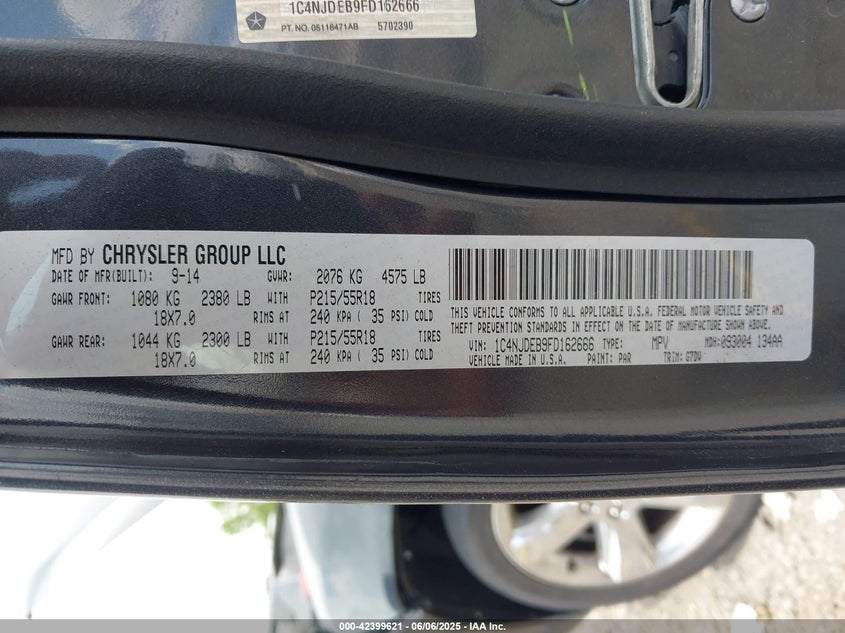 1C4NJDEB9FD162666
PT. NO. 05116471AB 5702390
MFD BY CHRYSLER GROUP LLC
DATE OF MFR(BUILT): 9-14 GVWR: 2076 KG 4575 LB
GAWR FRONT: 1080 KG 2380 LB WITH P215/55R18 TIRES
18X7.0 RIMS AT 240 KPA ( 35 PSI) COLD
GAWR REAR: 1044 KG 2300 LB WITH P215/55R18 TIRES
18X7.0 RIMS AT 240 KPA ( 35 PSI) COLD
THIS VEHICLE CONFORMS TO ALL APPLICABLE U.S.A. FEDERAL MOTOR VEHICLE SAFETY AND
THEFT PREVENTION STANDARDS IN EFFECT ON THE DATE OF MANUFACTURE SHOWN ABOVE.
VIN: 1C4NJDEB9FD162666 TYPE: MPV MDH: 093004 134AA
VEHICLE MADE IN U.S.A. PAINT: PAR TRIM: G7DV
000-42399621 - 06/06/2025 - IAA Inc.